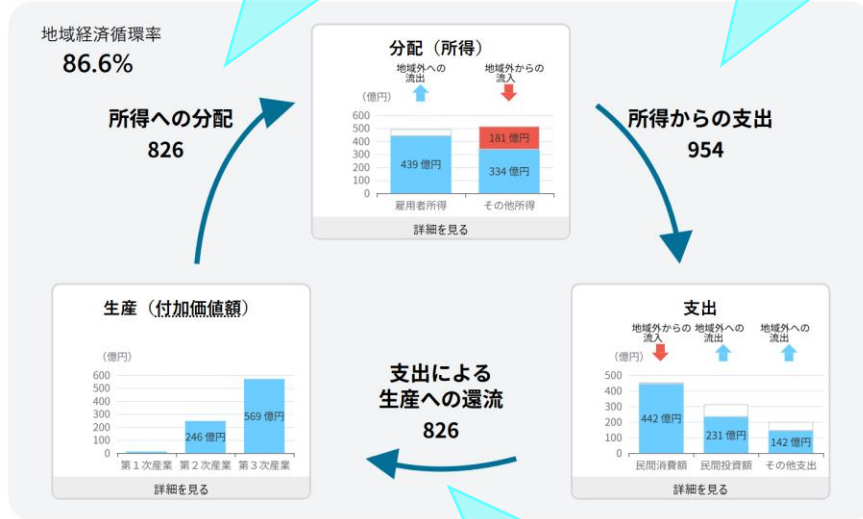 地域経済循環率
86.6%
所得への分配
826
分配（所得）
地域外への
流出
地域外からの
流入
（億円）
600
500
400
300
200
100
0
439 億円
181 億円
334 億円
雇用者所得
その他所得
詳細を見る
所得からの支出
954
生産（付加価値額）
（億円）
600
500
400
300
200
100
0
246 億円
569 億円
第１次産業
第２次産業
第３次産業
詳細を見る
支出による
生産への還流
826
支出
地域外からの
流入
地域外への
流出
地域外への
流出
（億円）
500
400
300
200
100
0
442 億円
231 億円
142 億円
民間消費額
民間投資額
その他支出
詳細を見る